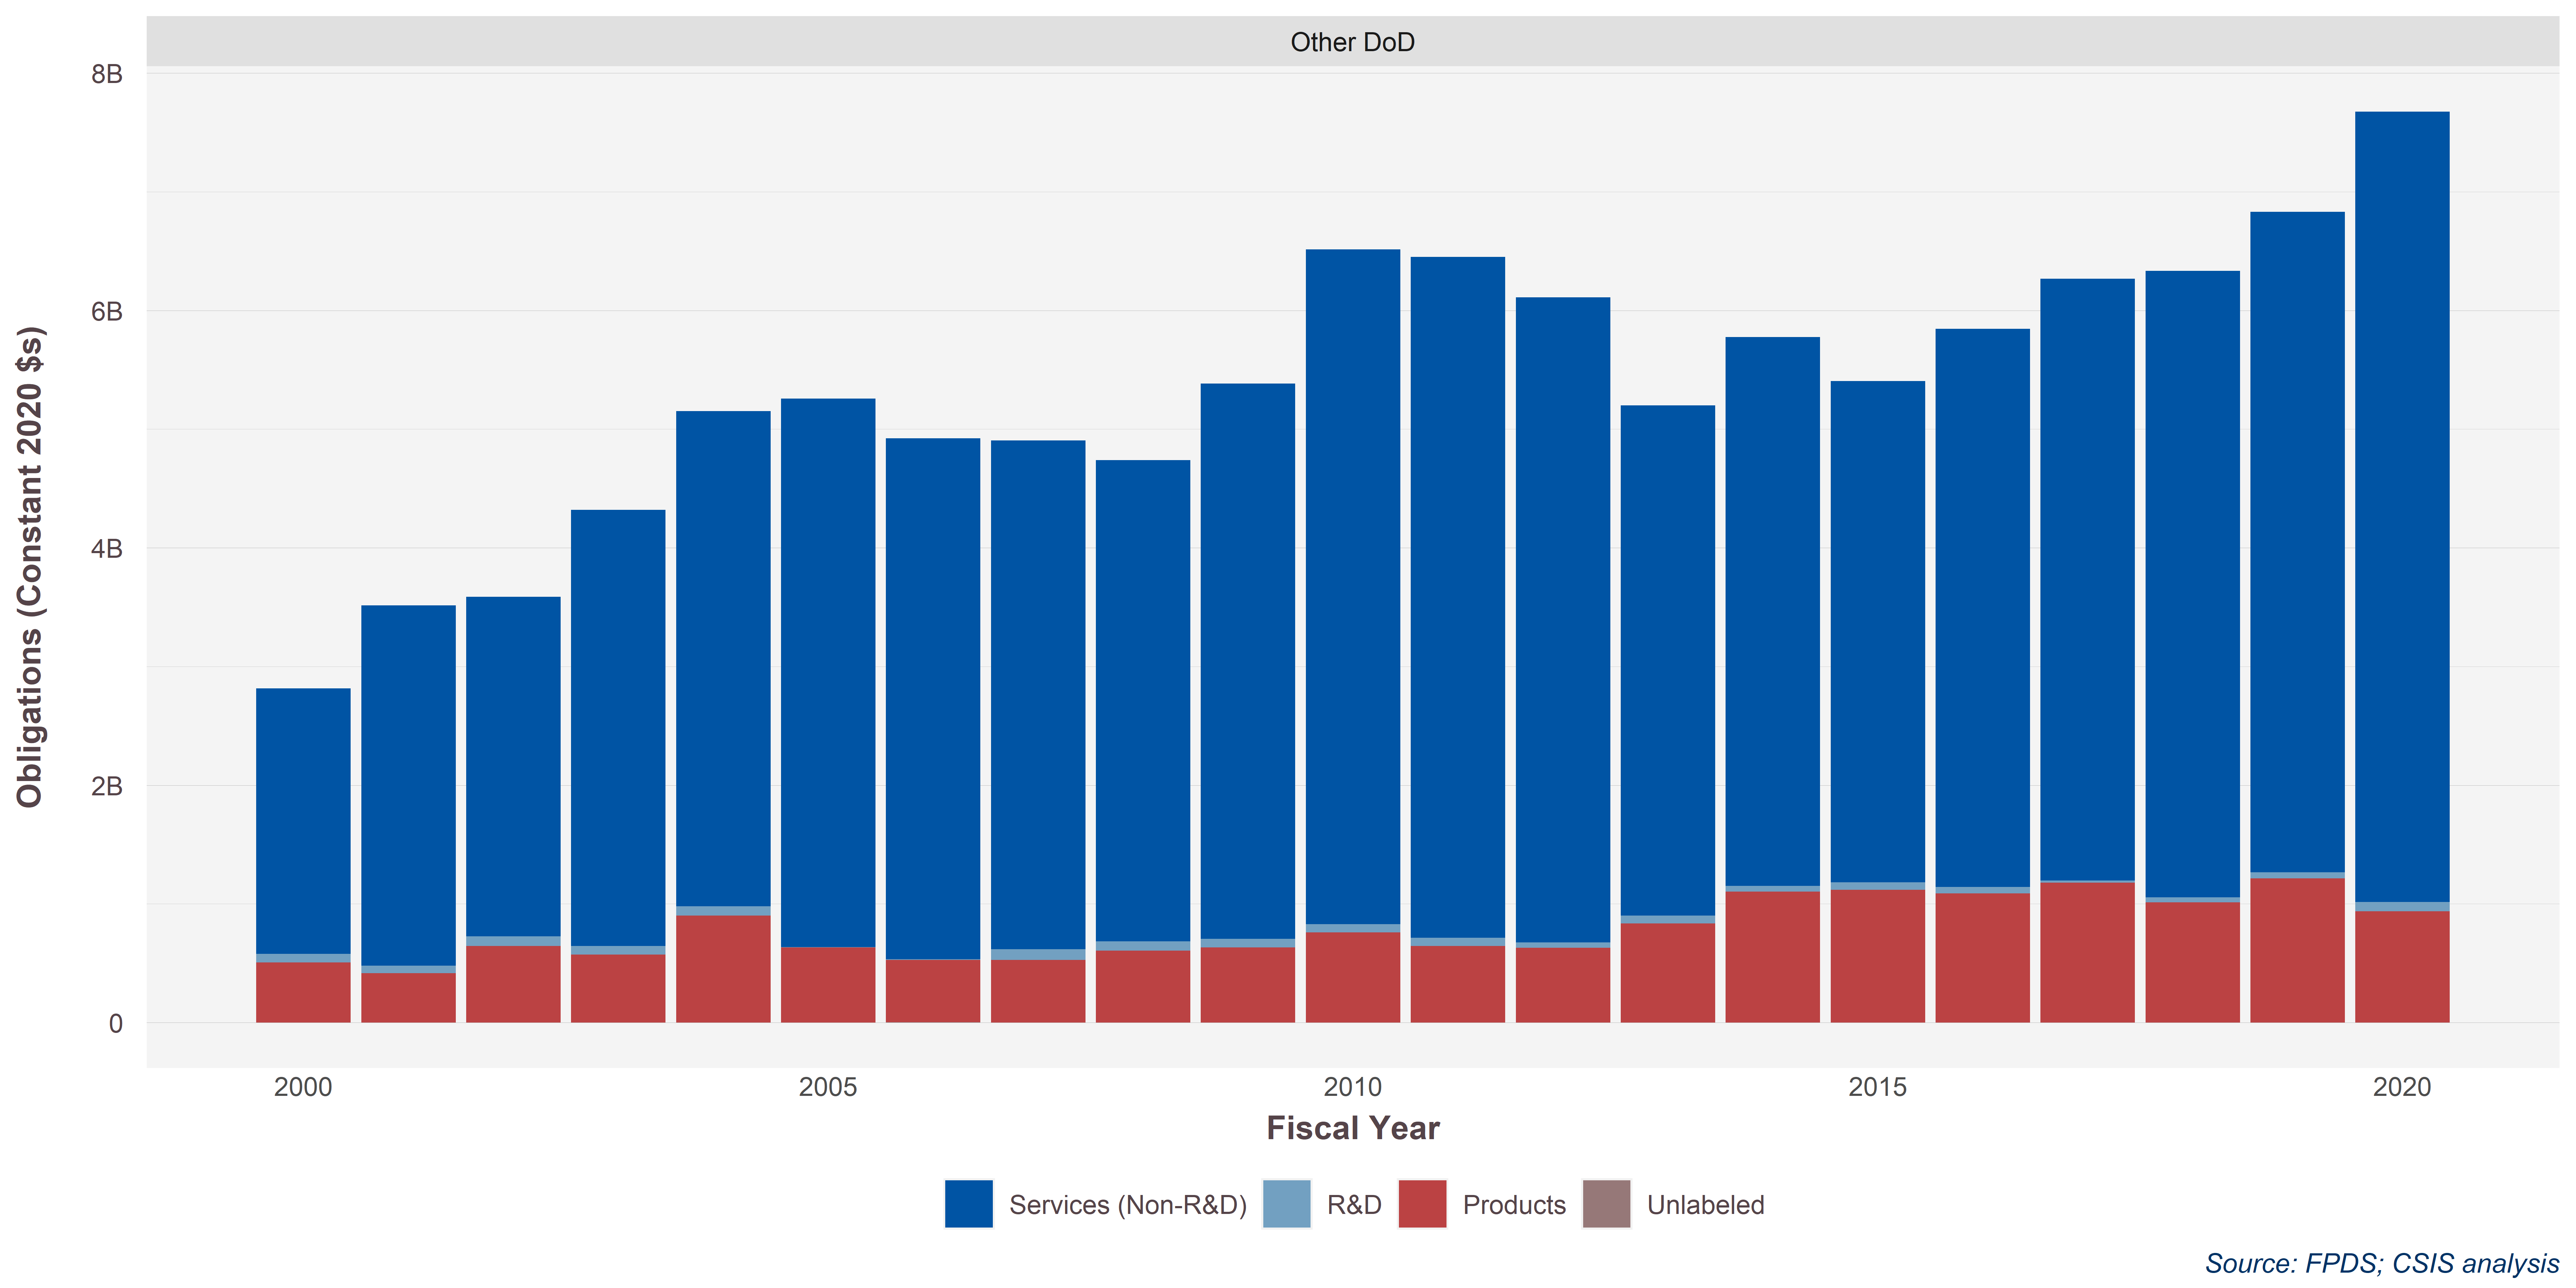 Other DoD
8B
6B
4B
2B
0
Obligations (Constant 2020 $s)
2000 2005 2010 2015 2020
Fiscal Year
Services (Non-R&D) R&D Products Unlabeled
Source: FPDS; CSIS analysis